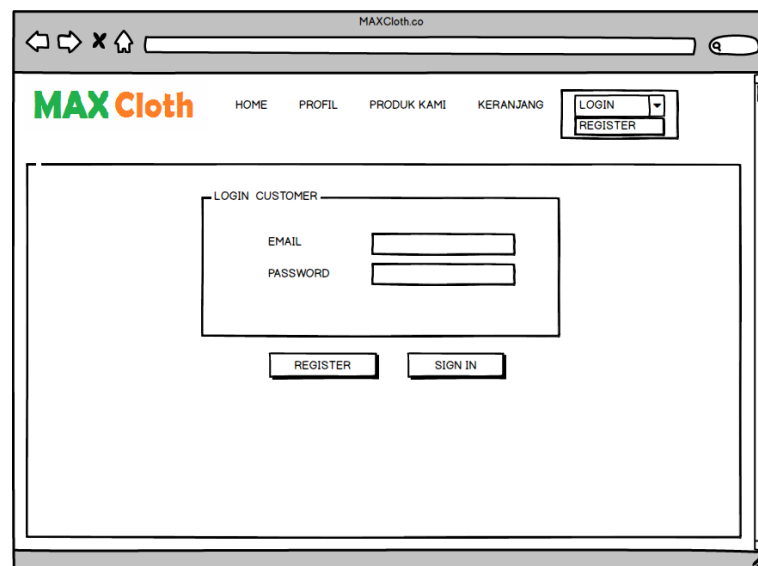 MAXCloth.co
MAX Cloth
HOME PROFIL PRODUK KAMI KERANJANG LOGIN
REGISTER
LOGIN CUSTOMER
EMAIL
PASSWORD
REGISTER SIGN IN